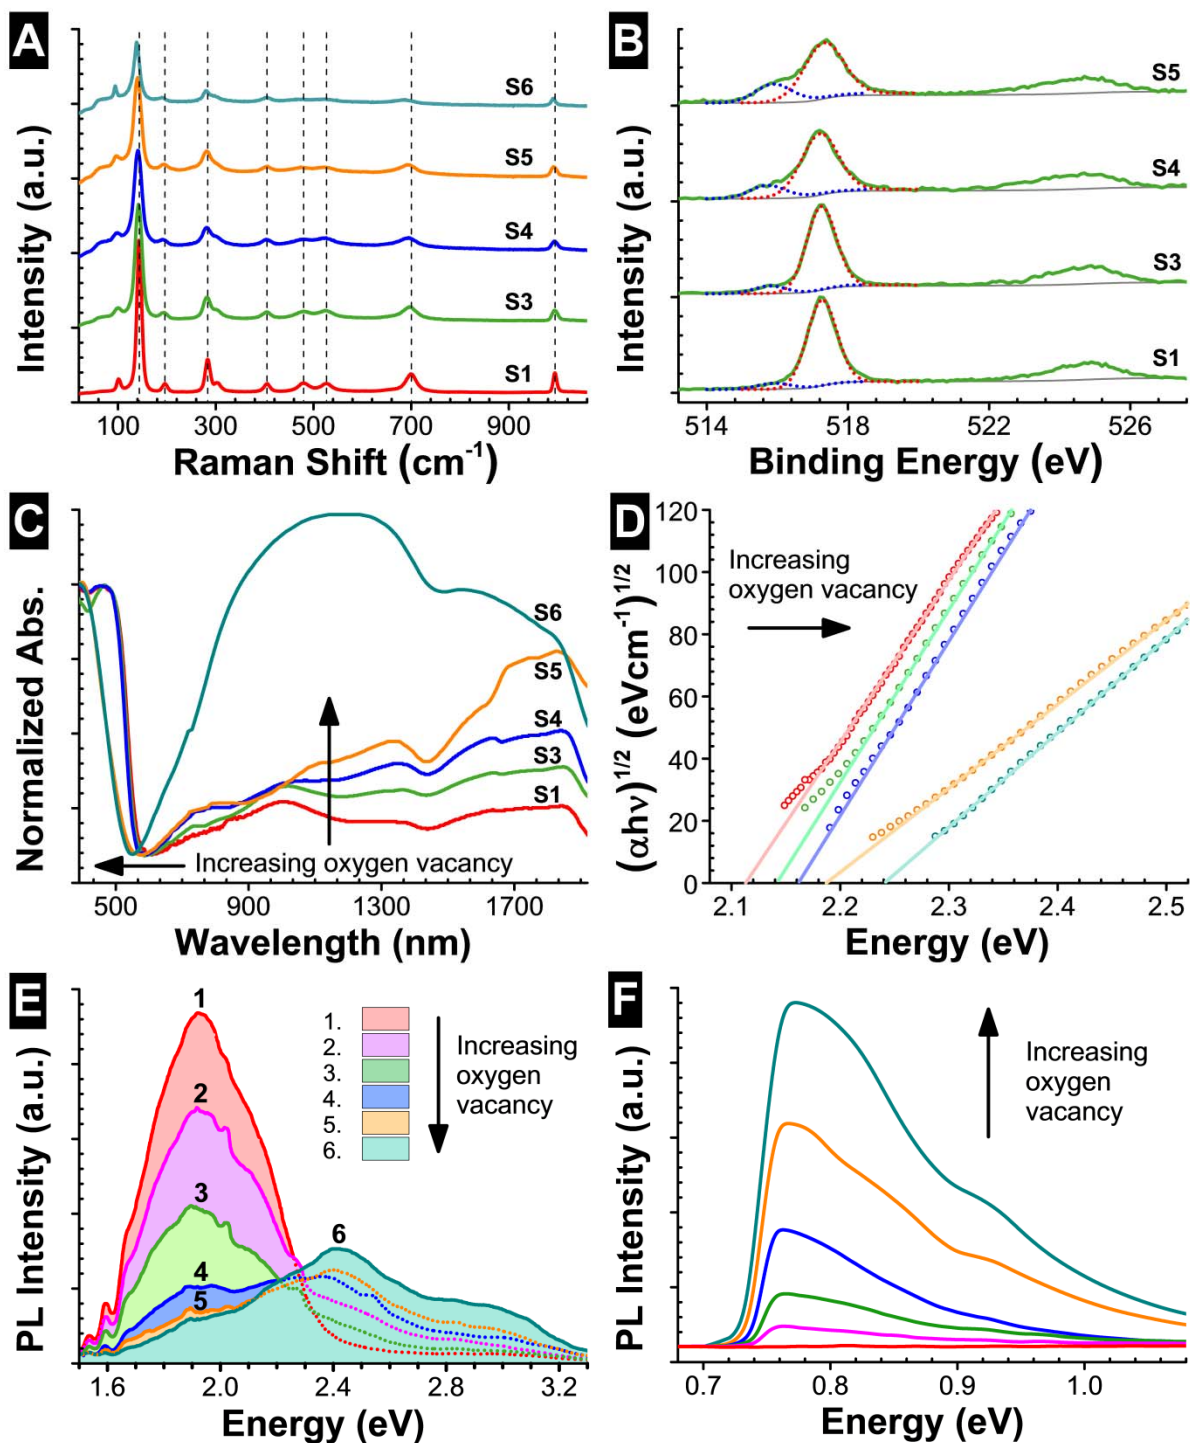 A
S6
S5
S4
S3
S1
Intensity (a.u.)
100 300 500 700 900
Raman Shift (cm-1)
B
S5
S4
S3
S1
Intensity (a.u.)
514 518 522 526
Binding Energy (eV)
C
S6
S5
S4
S3
S1
Increasing oxygen vacancy
Normalized Abs.
500 900 1300 1700
Wavelength (nm)
D
Increasing
oxygen vacancy
120
100
80
60
40
20
0
(αhν)1/2 (eVcm-1)1/2
2.1 2.2 2.3 2.4 2.5
Energy (eV)
E
1
2
3
4
5
6
1.
2.
3.
4.
5.
6.
Increasing
oxygen
vacancy
PL Intensity (a.u.)
1.6 2.0 2.4 2.8 3.2
Energy (eV)
F
Increasing
oxygen
vacancy
PL Intensity (a.u.)
0.7 0.8 0.9 1.0
Energy (eV)